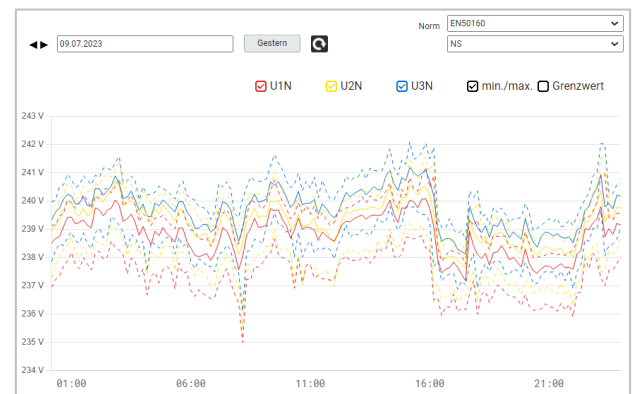 Norm EN50160
09.07.2023 Gestern NS
U1N U2N U3N min./max. Grenzwert
243 V
242 V
241 V
240 V
239 V
238 V
237 V
236 V
235 V
234 V
01:00 06:00 11:00 16:00 21:00